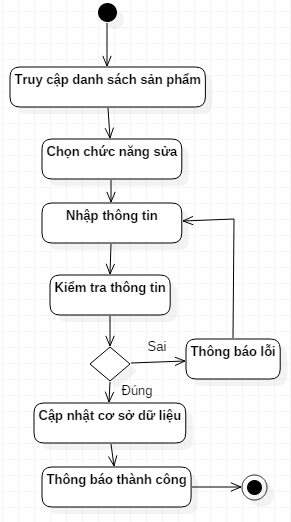 Truy cập danh sách sản phẩm
Chọn chức năng sửa
Nhập thông tin
Kiểm tra thông tin
Sai
Thông báo lỗi
Đúng
Cập nhật cơ sở dữ liệu
Thông báo thành công